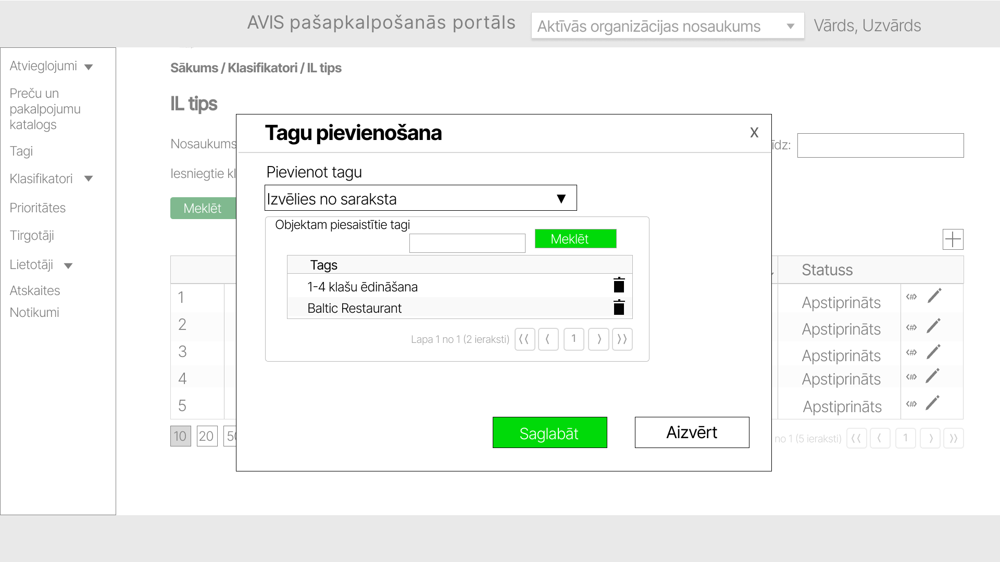 AVIS pašapkalpošanās portāls
Aktīvās organizācijas nosaukums
Vārds, Uzvārds
Atvieglojumi
Preču un
pakalpojumu
katalogs
Tagi
Klasifikatori
Prioritātes
Tirgotāji
Lietotāji
Atskaites
Notikumi
Sākums / Klasifikatori / IL tips
IL tips
Nosaukums
īdz:
Iesniegtie kl
Meklēt
Tagu pievienošana
X
Pievienot tagu
Izvēlies no saraksta
Objektam piesaistītie tagi
Meklēt
Tags
1-4 klašu ēdināšana
Baltic Restaurant
Lapa 1 no 1 (2 ieraksti) ⟨⟨ ⟨ 1 ⟩ ⟩⟩
Saglabāt
Aizvērt
Statuss
1 Apstiprināts <#>
2 Apstiprināts <#>
3 Apstiprināts <#>
4 Apstiprināts <#>
5 Apstiprināts <#>
10 20 50
no 1 (5 ieraksti) ⟨⟨ ⟨ 1 ⟩ ⟩⟩